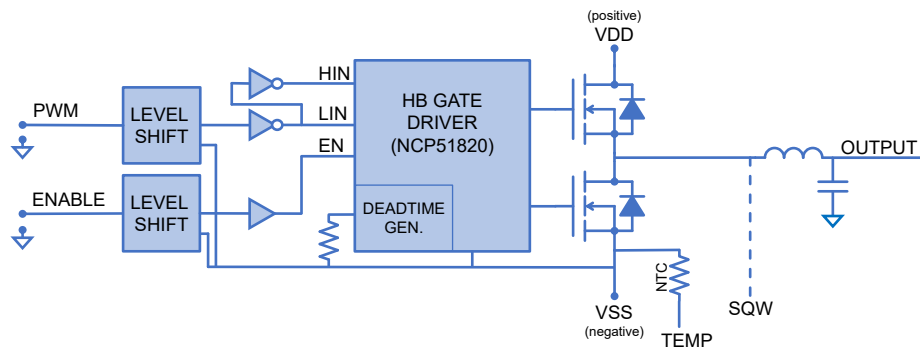 (positive)
VDD
HIN
PWM
LEVEL
SHIFT
LIN
HB GATE
DRIVER
(NCP51820)
EN
OUTPUT
ENABLE
LEVEL
SHIFT
DEADTIME
GEN.
NTC
VSS
(negative)
SQW
TEMP